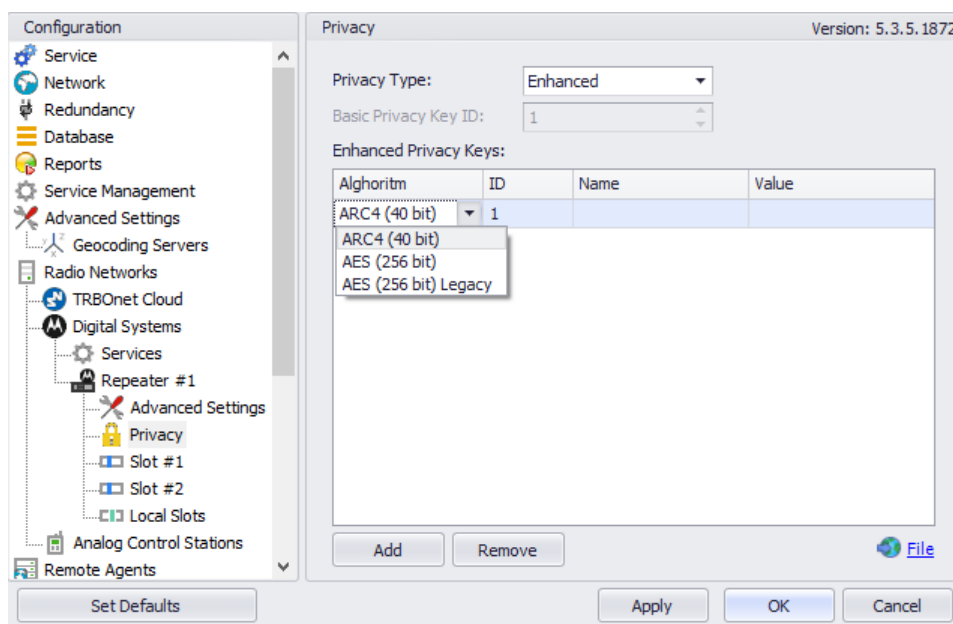 Configuration
Service
Network
Redundancy
Database
Reports
Service Management
Advanced Settings
Geocoding Servers
Radio Networks
TRBOnet Cloud
Digital Systems
Services
Repeater #1
Advanced Settings
Privacy
Slot #1
Slot #2
Local Slots
Analog Control Stations
Remote Agents
Set Defaults
Privacy Version: 5.3.5.1872
Privacy Type: Enhanced
Basic Privacy Key ID: 1
Enhanced Privacy Keys:
Alghoritm ID Name Value
ARC4 (40 bit) 1
ARC4 (40 bit)
AES (256 bit)
AES (256 bit) Legacy
Add Remove File
Apply OK Cancel